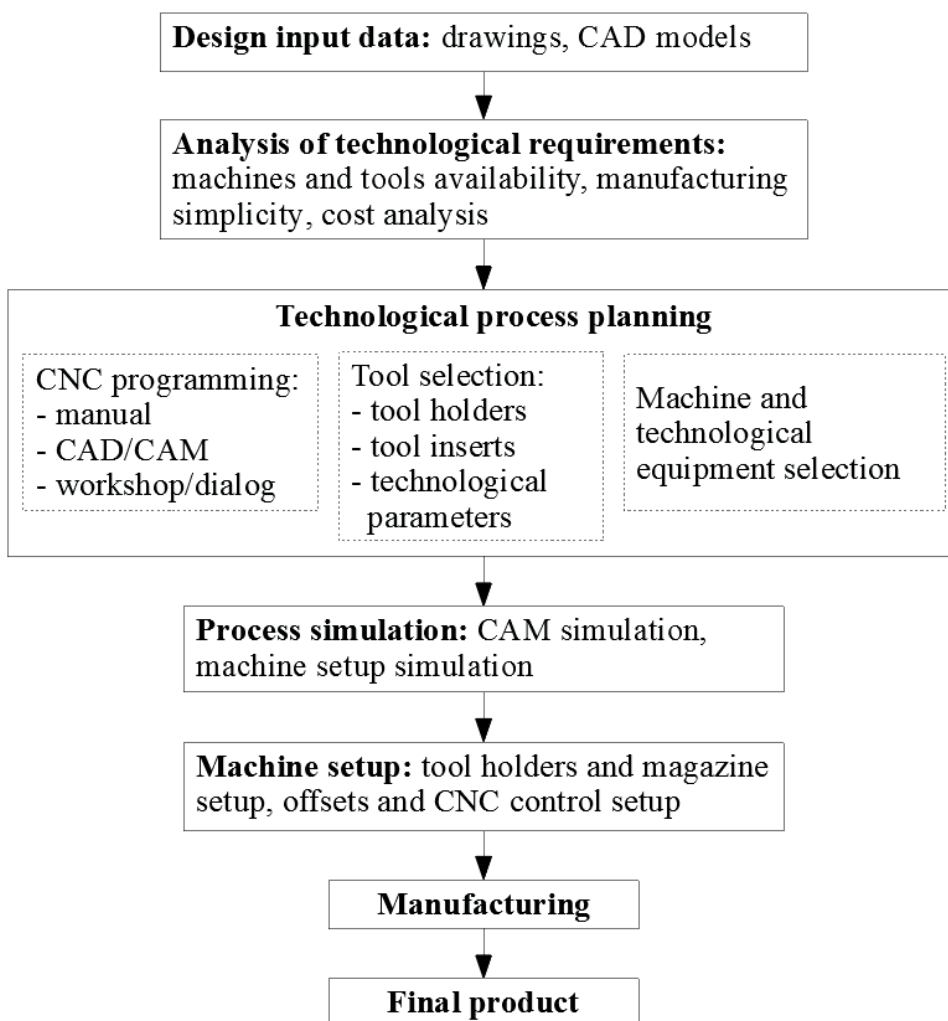 Design input data: drawings, CAD models
Analysis of technological requirements:
machines and tools availability, manufacturing
simplicity, cost analysis
Technological process planning
CNC programming:
- manual
- CAD/CAM
- workshop/dialog
Tool selection:
- tool holders
- tool inserts
- technological
parameters
Machine and
technological
equipment selection
Process simulation: CAM simulation,
machine setup simulation
Machine setup: tool holders and magazine
setup, offsets and CNC control setup
Manufacturing
Final product